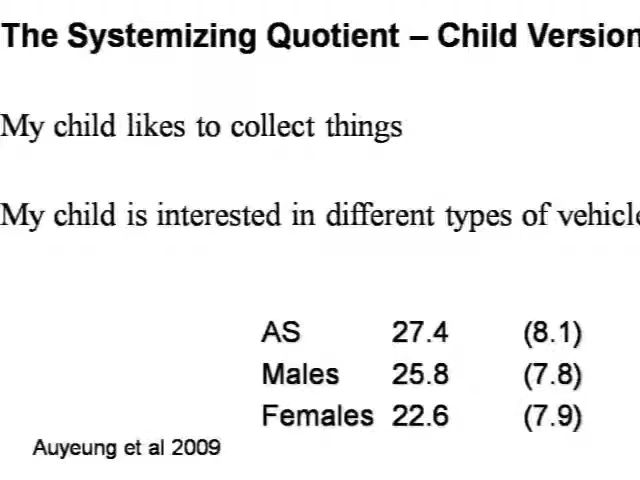 The Systemizing Quotient – Child Version
My child likes to collect things
My child is interested in different types of vehicle
AS 27.4 (8.1)
Males 25.8 (7.8)
Females 22.6 (7.9)
Auyeung et al 2009